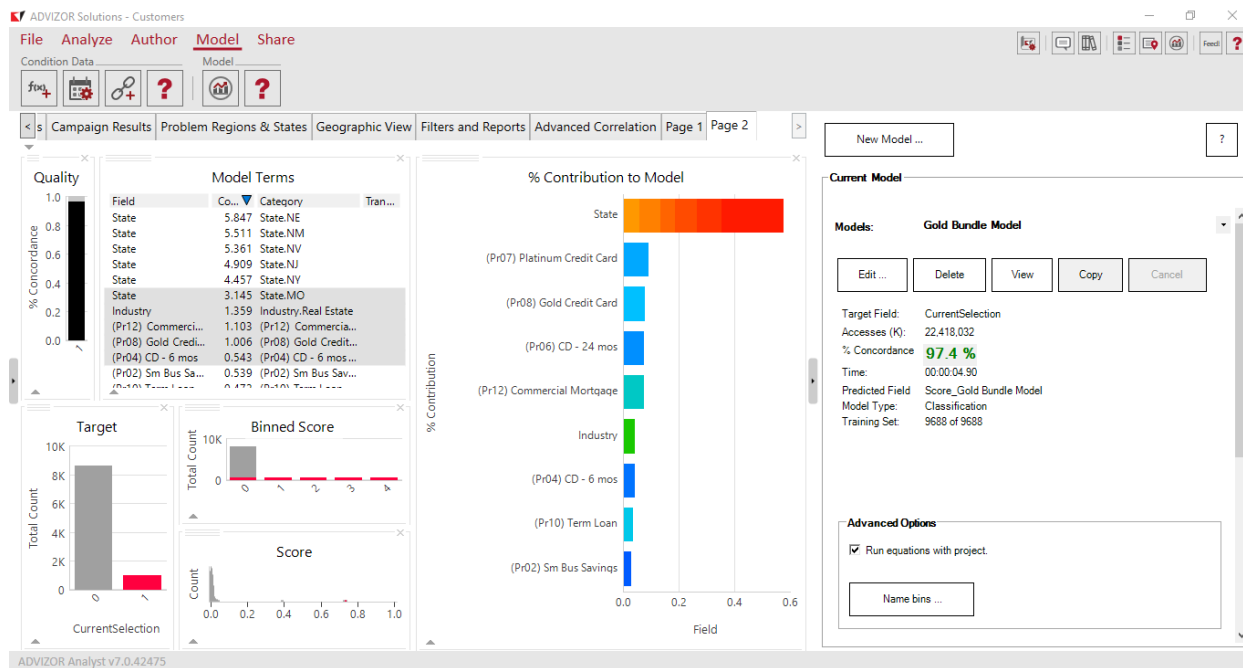 ADVIZOR Solutions - Customers
File Analyze Author Model Share
Condition Data Model
f(x) ? ? Feed! ?
< s Campaign Results Problem Regions & States Geographic View Filters and Reports Advanced Correlation Page 1 Page 2 >
Quality
1.0
0.8
0.6
0.4
0.2
0.0
% Concordance
1
Model Terms
Field Co... Category Tran...
State 5.847 State.NE
State 5.511 State.NM
State 5.361 State.NV
State 4.909 State.NJ
State 4.457 State.NY
State 3.145 State.MO
Industry 1.359 Industry.Real Estate
(Pr12) Commerci... 1.103 (Pr12) Commercia...
(Pr08) Gold Credi... 1.006 (Pr08) Gold Credit...
(Pr04) CD - 6 mos 0.543 (Pr04) CD - 6 mos...
(Pr02) Sm Bus Sa... 0.539 (Pr02) Sm Bus Sav...
(Pr10) Term Loan 0.472 (Pr10) Term Loan
Target
10K
8K
6K
4K
2K
0
Total Count
0 1
CurrentSelection
Binned Score
10K
0
Total Count
0 1 2 3 4
Score
Count
0.0 0.2 0.4 0.6 0.8 1.0
% Contribution to Model
State
(Pr07) Platinum Credit Card
(Pr08) Gold Credit Card
(Pr06) CD - 24 mos
(Pr12) Commercial Mortgage
Industry
(Pr04) CD - 6 mos
(Pr10) Term Loan
(Pr02) Sm Bus Savings
% Contribution
0.0 0.2 0.4 0.6
Field
New Model ... ?
Current Model
Models: Gold Bundle Model
Edit ... Delete View Copy Cancel
Target Field: CurrentSelection
Accesses (K): 22,418,032
% Concordance 97.4 %
Time: 00:00:04.90
Predicted Field Score_Gold Bundle Model
Model Type: Classification
Training Set: 9688 of 9688
Advanced Options
Run equations with project.
Name bins ...
ADVIZOR Analyst v7.0.42475